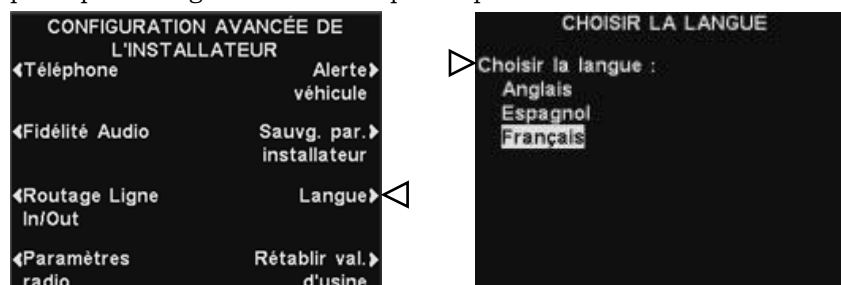 CONFIGURATION AVANCÉE DE
L'INSTALLATEUR
◀Téléphone
Alerte▶
véhicule
◀Fidélité Audio
Sauvg. par.▶
installateur
◀Routage Ligne
In/Out
Langue▶
◀Paramètres
radio
Rétablir val.▶
d'usine
CHOISIR LA LANGUE
Choisir la langue :
Anglais
Espagnol
Français